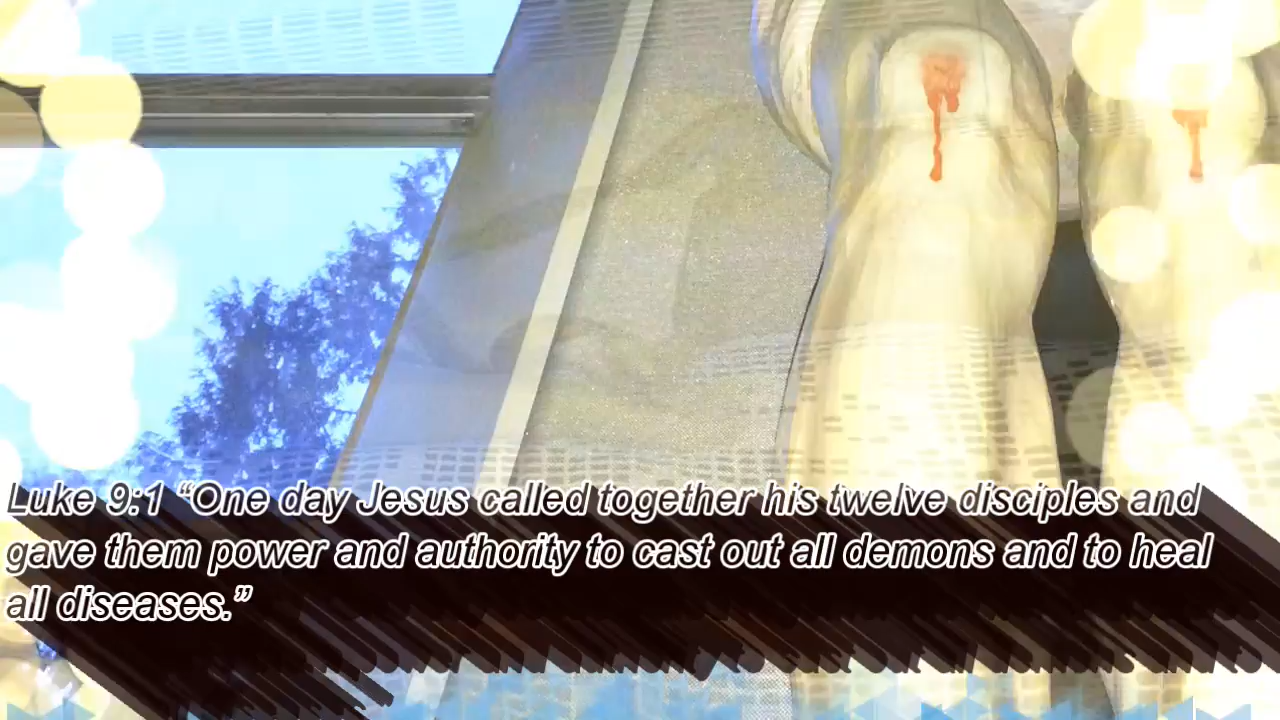 Luke 9:1 “One day Jesus called together his twelve disciples and
gave them power and authority to cast out all demons and to heal
all diseases.”